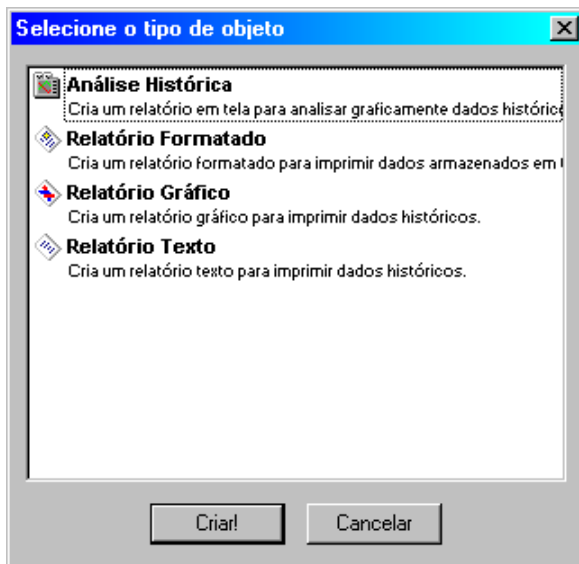 Selecione o tipo de objeto
Análise Histórica
Cria um relatório em tela para analisar graficamente dados históric
Relatório Formatado
Cria um relatório formatado para imprimir dados armazenados em
Relatório Gráfico
Cria um relatório gráfico para imprimir dados históricos.
Relatório Texto
Cria um relatório texto para imprimir dados históricos.
Criar!
Cancelar